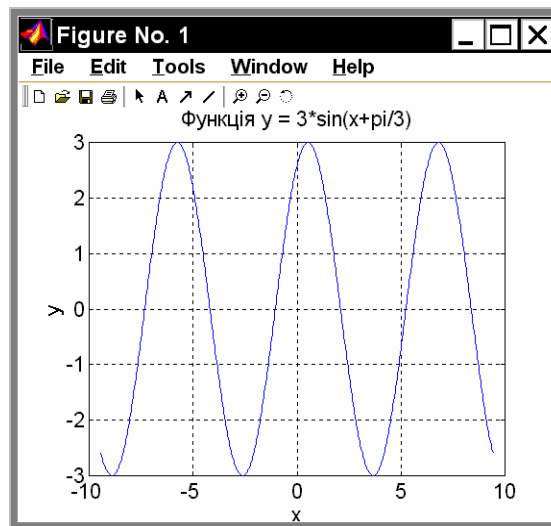 Figure No. 1
File Edit Tools Window Help
A
Функція y = 3*sin(x+pi/3)
3
2
1
0
-1
-2
-3
y
-10 -5 0 5 10
x